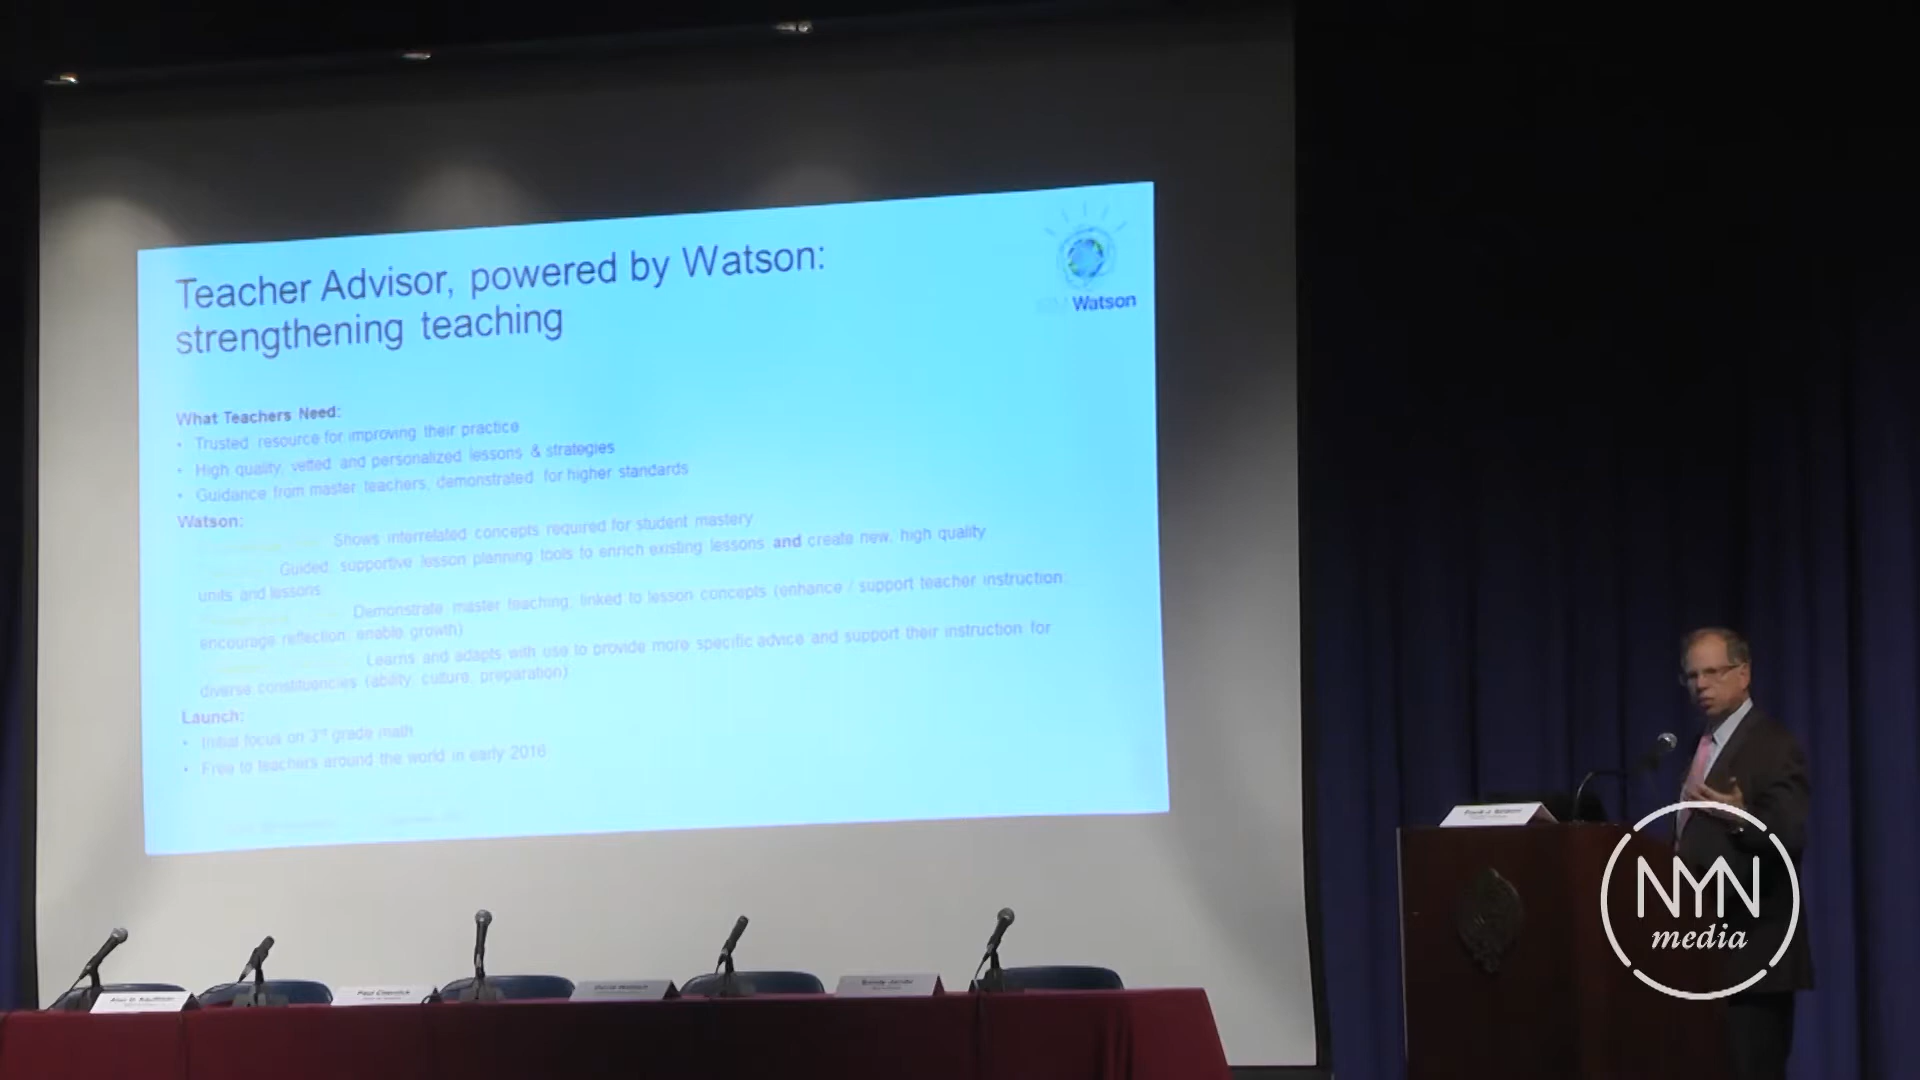 Teacher Advisor, powered by Watson:
strengthening teaching
Watson
What Teachers Need:
• Trusted resource for improving their practice
• High quality, vetted and personalized lessons & strategies
• Guidance from master teachers, demonstrated for higher standards
Watson:
Shows interrelated concepts required for student mastery
Guided, supportive lesson planning tools to enrich existing lessons and create new, high quality
units and lessons
Demonstrate master teaching, linked to lesson concepts (enhance / support teacher instruction,
encourage reflection, enable growth)
Learns and adapts with use to provide more specific advice and support their instruction for
diverse constituencies (ability, culture, preparation)
Launch:
• Initial focus on 3rd grade math
• Free to teachers around the world in early 2016
NYN
media